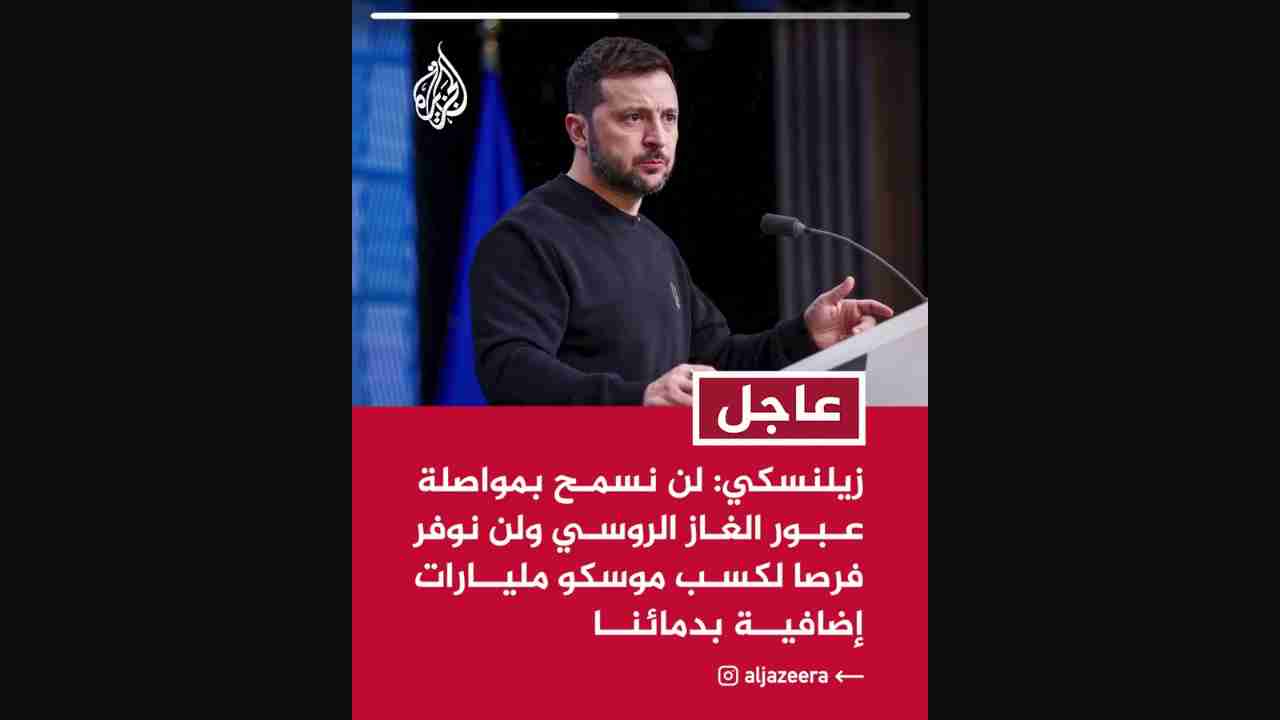 الجزيرة
عاجل
زيلنسكي: لن نسمح بمواصلة
عبور الغاز الروسي ولن نوفر
فرصا لكسب موسكو مليارات
إضافية بدمائنا
aljazeera